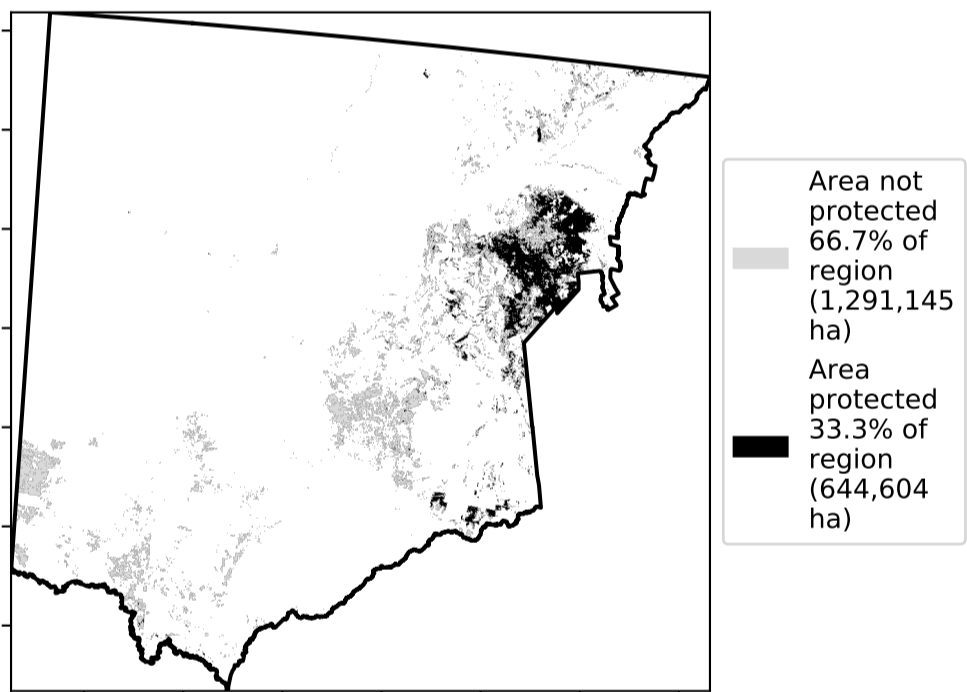 Area not
protected
66.7% of
region
(1,291,145
ha)
Area
protected
33.3% of
region
(644,604
ha)